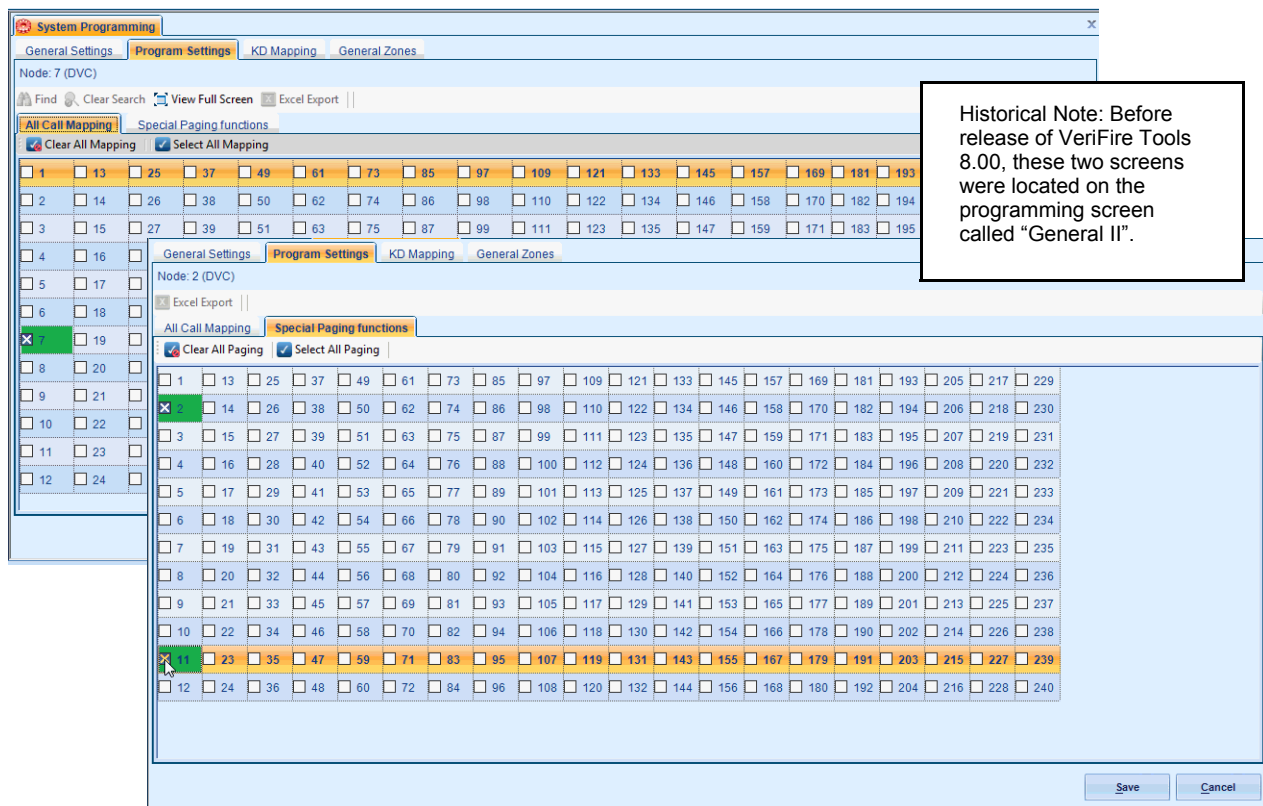 System Programming x
General Settings Program Settings KD Mapping General Zones
Node: 7 (DVC)
Find Clear Search View Full Screen Excel Export
All Call Mapping Special Paging functions
Clear All Mapping Select All Mapping
1 13 25 37 49 61 73 85 97 109 121 133 145 157 169 181 193
2 14 26 38 50 62 74 86 98 110 122 134 146 158 170 182 194
3 15 27 39 51 63 75 87 99 111 123 135 147 159 171 183 195
4 16
5 17
6 18
7 19
8 20
9 21
10 22
11 23
12 24
Historical Note: Before
release of VeriFire Tools
8.00, these two screens
were located on the
programming screen
called “General II”.
General Settings Program Settings KD Mapping General Zones
Node: 2 (DVC)
Excel Export
All Call Mapping Special Paging functions
Clear All Paging Select All Paging
1 13 25 37 49 61 73 85 97 109 121 133 145 157 169 181 193 205 217 229
2 14 26 38 50 62 74 86 98 110 122 134 146 158 170 182 194 206 218 230
3 15 27 39 51 63 75 87 99 111 123 135 147 159 171 183 195 207 219 231
4 16 28 40 52 64 76 88 100 112 124 136 148 160 172 184 196 208 220 232
5 17 29 41 53 65 77 89 101 113 125 137 149 161 173 185 197 209 221 233
6 18 30 42 54 66 78 90 102 114 126 138 150 162 174 186 198 210 222 234
7 19 31 43 55 67 79 91 103 115 127 139 151 163 175 187 199 211 223 235
8 20 32 44 56 68 80 92 104 116 128 140 152 164 176 188 200 212 224 236
9 21 33 45 57 69 81 93 105 117 129 141 153 165 177 189 201 213 225 237
10 22 34 46 58 70 82 94 106 118 130 142 154 166 178 190 202 214 226 238
11 23 35 47 59 71 83 95 107 119 131 143 155 167 179 191 203 215 227 239
12 24 36 48 60 72 84 96 108 120 132 144 156 168 180 192 204 216 228 240
Save Cancel